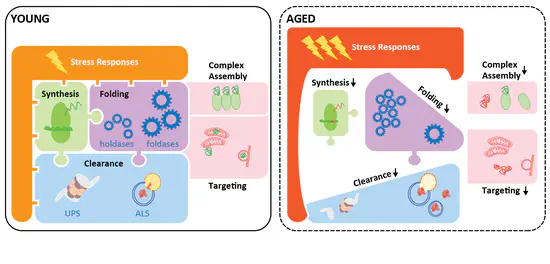 YOUNG
Stress Responses
Synthesis
Folding
holdases
foldases
Complex
Assembly
Clearance
UPS
ALS
Targeting
AGED
Stress Responses
Synthesis
Folding
Complex
Assembly
Clearance
Targeting